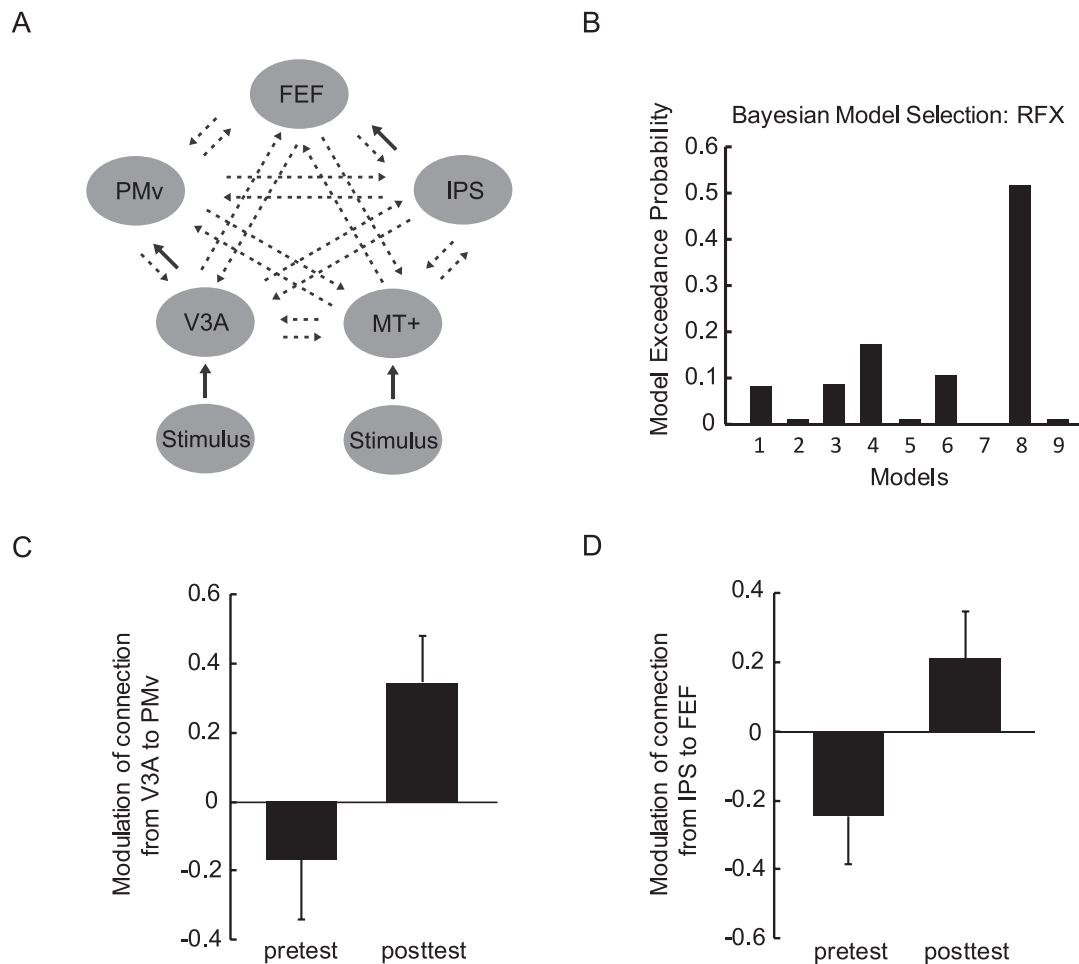 A
FEF
PMv
IPS
V3A
MT+
Stimulus
Stimulus
B
Bayesian Model Selection: RFX
Model Exceedance Probability
0.6
0.5
0.4
0.3
0.2
0.1
0
1 2 3 4 5 6 7 8 9
Models
C
Modulation of connection
from V3A to PMv
0.6
0.4
0.2
0
-0.2
-0.4
pretest posttest
D
Modulation of connection
from IPS to FEF
0.4
0.2
0
-0.2
-0.4
-0.6
pretest posttest